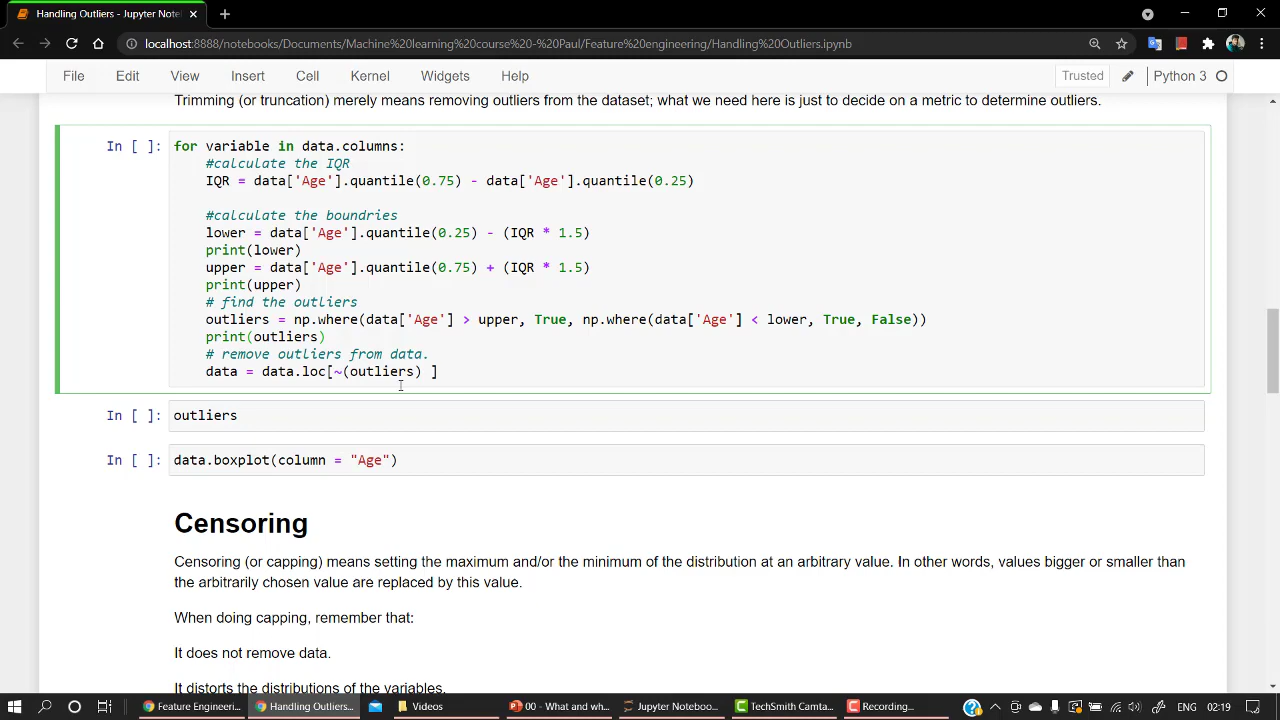 Handling Outliers - Jupyter Note
localhost:8888/notebooks/Documents/Machine%20learning%20course%20-%20Paul/Feature%20engineering/Handling%20Outliers.ipynb
File Edit View Insert Cell Kernel Widgets Help Trusted Python 3
Trimming (or truncation) merely means removing outliers from the dataset; what we need here is just to decide on a metric to determine outliers.
In [ ]: for variable in data.columns:
#calculate the IQR
IQR = data['Age'].quantile(0.75) - data['Age'].quantile(0.25)
#calculate the boundries
lower = data['Age'].quantile(0.25) - (IQR * 1.5)
print(lower)
upper = data['Age'].quantile(0.75) + (IQR * 1.5)
print(upper)
# find the outliers
outliers = np.where(data['Age'] > upper, True, np.where(data['Age'] < lower, True, False))
print(outliers)
# remove outliers from data.
data = data.loc[~(outliers) ]
In [ ]: outliers
In [ ]: data.boxplot(column = "Age")
Censoring
Censoring (or capping) means setting the maximum and/or the minimum of the distribution at an arbitrary value. In other words, values bigger or smaller than
the arbitrarily chosen value are replaced by this value.
When doing capping, remember that:
It does not remove data.
It distorts the distributions of the variables.
Feature Engineeri... Handling Outliers... Videos 00 - What and wh... Jupyter Noteboo... TechSmith Camta... Recording... ENG 02:19